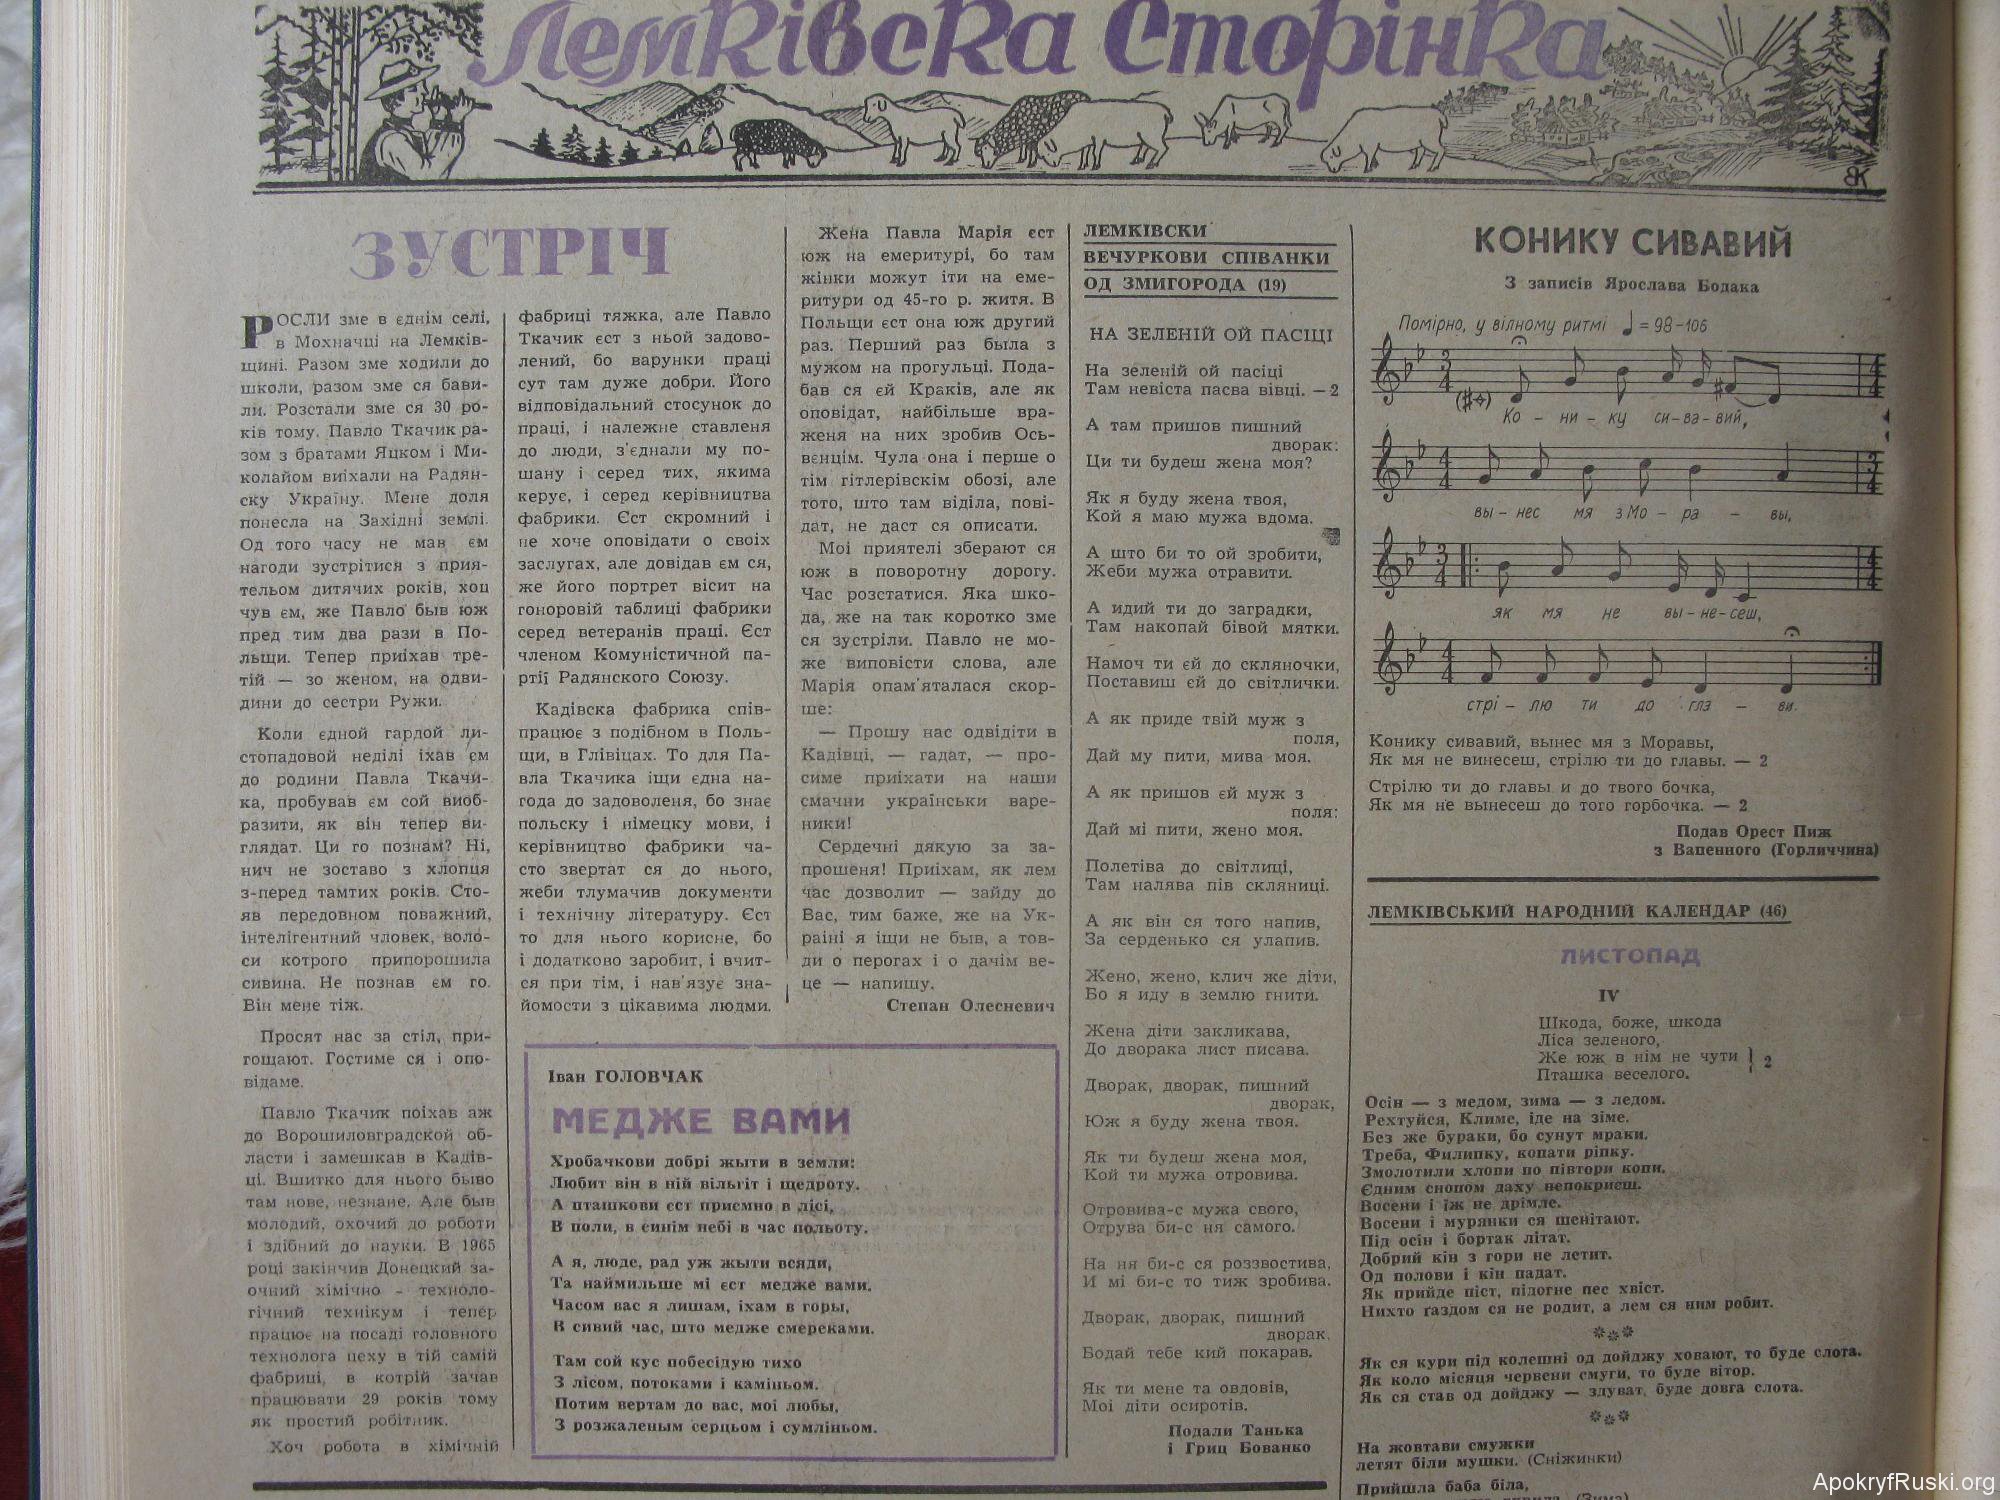 Лемківска Сторінка
ЗУСТРІЧ
РОСЛИ зме в єднім селі,
в Мохначці на Лемків-
щині. Разом зме ходили до
школи, разом зме ся бави-
ли. Розстали зме ся 30 ро-
ків тому. Павло Ткачик ра-
зом з братами Яцком і Ми-
колайом виїхали на Радян-
ску Україну. Мене доля
понесла на Західні землі.
Од того часу не мав єм
нагоди зустрітися з прия-
тельом дитячих років, хоц
чув єм, же Павло быв юж
пред тим два рази в По-
льщи. Тепер приїхав тре-
тій — зо женом, на одви-
дини до сестри Ружи.
Коли єдной гардой ли-
стопадовой неділі їхав єм
до родини Павла Ткачи-
ка, пробував єм сой виоб-
разити, як він тепер ви-
глядат. Ци го познам? Ні,
нич не зоставо з хлопця
з-перед тамтих років. Сто-
яв передовном поважний,
інтелігентний чловек, воло-
си котрого припорошила
сивина. Не познав єм го.
Він мене тіж.
Просят нас за стіл, при-
гощают. Гостиме ся і опо-
відаме.
Павло Ткачик поїхав аж
до Ворошиловградской об-
ласти і замешкав в Кадів-
ці. Вшитко для нього быво
там нове, незнане. Але быв
молодий, охочий до роботи
і здібний до науки. В 1965
році закінчив Донецкий за-
очний хімічно - техноло-
гічний технікум і тепер
працює на посаді головного
технолога цеху в тій самій
фабриці, в котрій зачав
працювати 29 років тому
як простий робітник.
Хоч робота в хімічній
фабриці тяжка, але Павло
Ткачик єст з ньой задово-
лений, бо варунки праці
сут там дуже добри. Його
відповідальний стосунок до
праці, і належне ставленя
до люди, з'єднали му по-
шану і серед тих, якима
керує, і серед керівництва
фабрики. Єст скромний і
не хоче оповідати о своїх
заслугах, але довідав єм ся,
же його портрет вісит на
гоноровій таблиці фабрики
серед ветеранів праці. Єст
членом Комуністичной па-
ртії Радянского Союзу.
Кадівска фабрика спів-
працює з подібном в Поль-
щи, в Глівіцах. То для Па-
вла Ткачика іщи єдна на-
года до задоволеня, бо знає
польску і німецку мови, і
керівництво фабрики ча-
сто звертат ся до нього,
жеби тлумачив документи
і технічну літературу. Єст
то для нього корисне, бо
і додатково заробит, і вчит-
ся при тім, і нав'язує зна-
йомости з цікавима людми.
Жена Павла Марія єст
юж на емеритурі, бо там
жінки можут іти на еме-
ритури од 45-го р. житя. В
Польщи єст она юж другий
раз. Перший раз была з
мужом на прогульці. Пода-
бав ся єй Краків, але як
оповідат, найбільше вра-
женя на них зробив Ось-
вєнцім. Чула она і перше о
тім гітлерівскім обозі, але
тото, што там віділа, пові-
дат, не даст ся описати.
Мої приятелі зберают ся
юж в поворотну дорогу.
Час розстатися. Яка шко-
да, же на так коротко зме
ся зустріли. Павло не мо-
же виповісти слова, але
Марія опам'яталася скор-
ше:
— Прошу нас одвідіти в
Кадівці, — гадат, — про-
симе приїхати на наши
смачни українськи варе-
ники!
Сердечні дякую за за-
прошеня! Приїхам, як лем
час дозволит — зайду до
Вас, тим баже, же на Ук-
раїні я іщи не быв, а тов-
ди о перогах і о дачім ве-
це — напишу.
Степан Олесневич
Іван ГОЛОВЧАК
МЕДЖЕ ВАМИ
Хробачкови добрі жыти в земли:
Любит він в ній вільгіт і щедроту.
А пташкови єст приємно в лісі,
В поли, в синім небі в час польоту.
А я, люде, рад уж жыти всяди,
Та наймильше мі єст медже вами.
Часом вас я лишам, їхам в горы,
В сивий час, што медже смереками.
Там сой кус побесідую тихо
З лісом, потоками і каміньом.
Потим вертам до вас, мої любы,
З розжаленым серцьом і сумліньом.
ЛЕМКІВСКИ
ВЕЧУРКОВИ СПІВАНКИ
ОД ЗМИГОРОДА (19)
НА ЗЕЛЕНІЙ ОЙ ПАСІЦІ
На зеленій ой пасіці
Там невіста пасва вівці. — 2
А там пришов пишний
дворак:
Ци ти будеш жена моя?
Як я буду жена твоя,
Кой я маю мужа вдома.
А што би то ой зробити,
Жеби мужа отравити.
А идий ти до заградки,
Там накопай бівой мятки.
Намоч ти єй до скляночки,
Поставиш єй до світлички.
А як приде твій муж з
поля,
Дай му пити, мива моя.
А як пришов єй муж з
поля:
Дай мі пити, жено моя.
Полетіва до світлиці,
Там налява пів скляниці.
А як він ся того напив,
За серденько ся улапив.
Жено, жено, клич же діти,
Бо я иду в землю гнити.
Жена діти закликава,
До дворака лист писава.
Дворак, дворак, пишний
дворак,
Юж я буду жена твоя.
Як ти будеш жена моя,
Кой ти мужа отровива.
Отровива-с мужа свого,
Отрува би-с ня самого.
На ня би-с ся роззвостива,
И мі би-с то тиж зробива.
Дворак, дворак, пишний
дворак,
Бодай тебе кий покарав.
Як ти мене та овдовів,
Мої діти осиротів.
Подали Танька
і Гриц Бованко
КОНИКУ СИВАВИЙ
З записів Ярослава Бодака
Помірно, у вілному ритмі ♩ = 98-106
Ко - ни - ку си-ва-вий,
вы - нес мя з Мо - ра - вы,
як мя не вы-не-сеш,
стрі - лю ти до гла - ви.
Конику сивавий, вынес мя з Моравы,
Як мя не винесеш, стрілю ти до главы. — 2
Стрілю ти до главы и до твого бочка,
Як мя не вынесеш до того горбочка. — 2
Подав Орест Пиж
з Вапенного (Горличчина)
ЛЕМКІВСЬКИЙ НАРОДНИЙ КАЛЕНДАР (46)
ЛИСТОПАД
IV
Шкода, боже, шкода
Ліса зеленого,
Же юж в нім не чути } 2
Пташка веселого.
Осін — з медом, зима — з ледом.
Рехтуйся, Климе, іде на зіме.
Без же бураки, бо сунут мраки.
Треба, Филипку, копати ріпку.
Змолотили хлопи по півтори копи.
Єдним снопом даху непокриєш.
Восени і їж не дрімле.
Восени і мурянки ся шенітают.
Під осін і бортак літат.
Добрий кін з гори не летит.
Од полови і кін падат.
Як прийде піст, підогне пес хвіст.
Нихто ґаздом ся не родит, а лем ся ним робит.
Як ся кури під колешні од дойджу ховают, то буде слота.
Як коло місяця червени смуги, то буде вітор.
Як ся став од дойджу — здуват, буде довга слота.
На жовтави смужки
летят біли мушки. (Сніжинки)
Прийшла баба біла,
(Зима)
ApokryfRuski.org